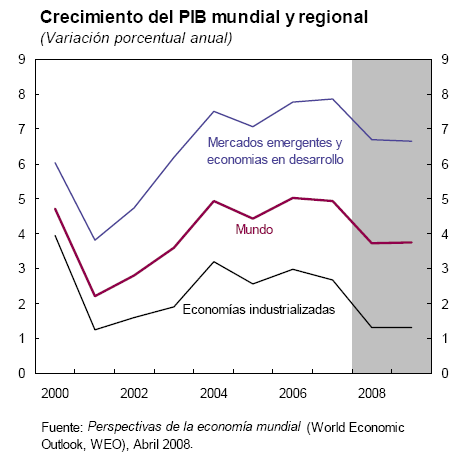 Crecimiento del PIB mundial y regional
(Variación porcentual anual)
9 9
8 8
7 7
Mercados emergentes y
economias en desarrollo
6 6
5 5
Mundo
4 4
3 3
Economías industrializadas
2 2
1 1
0 0
2000 2002 2004 2006 2008
Fuente: Perspectivas de la economía mundial (World Economic
Outlook, WEO), Abril 2008.